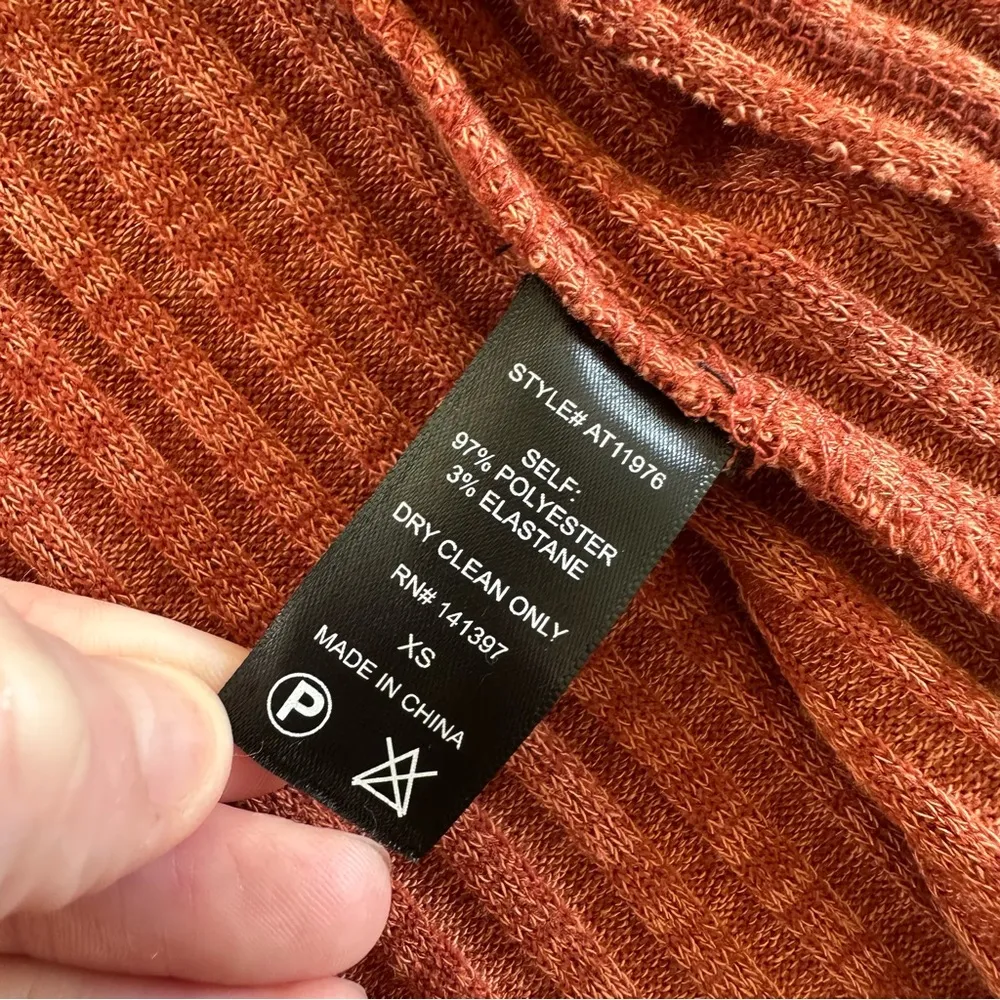 STYLE# AT11976
SELF:
97% POLYESTER
3% ELASTANE
DRY CLEAN ONLY
RN# 141397
XS
MADE IN CHINA
P